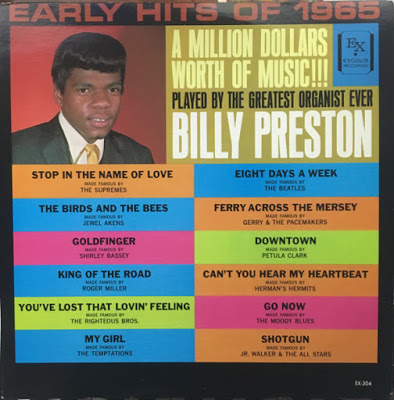 EARLY HITS OF 1965
A MILLION DOLLARS
WORTH OF MUSIC!!!
EX
EXODUS
RECORDS
PLAYED BY THE GREATEST ORGANIST EVER
BILLY PRESTON
STOP IN THE NAME OF LOVE
MADE FAMOUS BY
THE SUPREMES
THE BIRDS AND THE BEES
MADE FAMOUS BY
JEWEL AKENS
GOLDFINGER
MADE FAMOUS BY
SHIRLEY BASSEY
KING OF THE ROAD
MADE FAMOUS BY
ROGER MILLER
YOU'VE LOST THAT LOVIN' FEELING
MADE FAMOUS BY
THE RIGHTEOUS BROS.
MY GIRL
MADE FAMOUS BY
THE TEMPTATIONS
EIGHT DAYS A WEEK
MADE FAMOUS BY
THE BEATLES
FERRY ACROSS THE MERSEY
MADE FAMOUS BY
GERRY & THE PACEMAKERS
DOWNTOWN
MADE FAMOUS BY
PETULA CLARK
CAN'T YOU HEAR MY HEARTBEAT
MADE FAMOUS BY
HERMAN'S HERMITS
GO NOW
MADE FAMOUS BY
THE MOODY BLUES
SHOTGUN
MADE FAMOUS BY
JR. WALKER & THE ALL STARS
EX-304